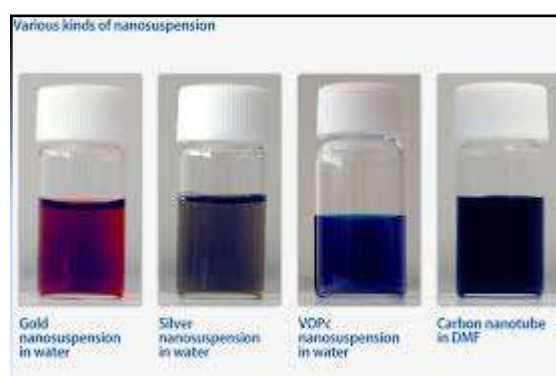 Various kinds of nanosuspension
Gold
nanosuspension
in water
Silver
nanosuspension
in water
VOPc
nanosuspension
in water
Carbon nanotube
in DMF